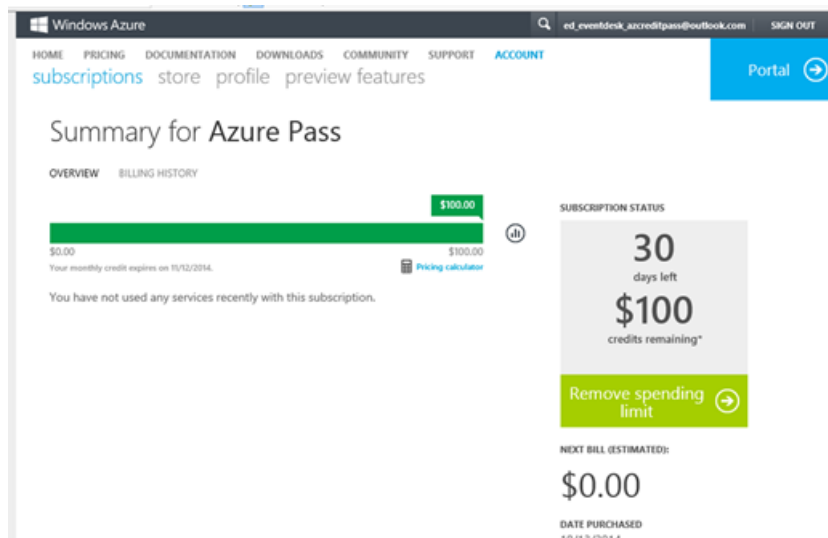 Windows Azure
ed_eventdesk_azcreditpass@outlook.com SIGN OUT
HOME PRICING DOCUMENTATION DOWNLOADS COMMUNITY SUPPORT ACCOUNT
subscriptions store profile preview features
Portal
Summary for Azure Pass
OVERVIEW BILLING HISTORY
$100.00
$0.00 $100.00
Your monthly credit expires on 11/12/2014.
Pricing calculator
You have not used any services recently with this subscription.
SUBSCRIPTION STATUS
30
days left
$100
credits remaining*
Remove spending
limit
NEXT BILL (ESTIMATED):
$0.00
DATE PURCHASED